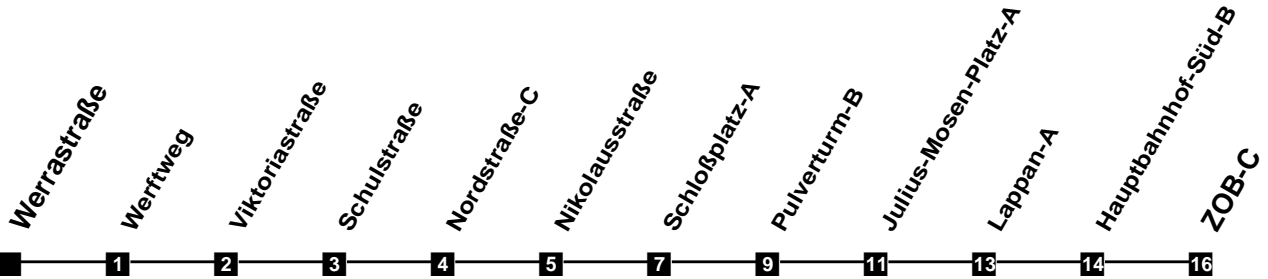 Werrastraße
Werftweg
Viktoriastraße
Schulstraße
Nordstraße-C
Nikolausstraße
Schloßplatz-A
Pulverturm-B
Julius-Mosen-Platz-A
Lappan-A
Hauptbahnhof-Süd-B
ZOB-C
1 2 3 4 5 7 9 11 13 14 16